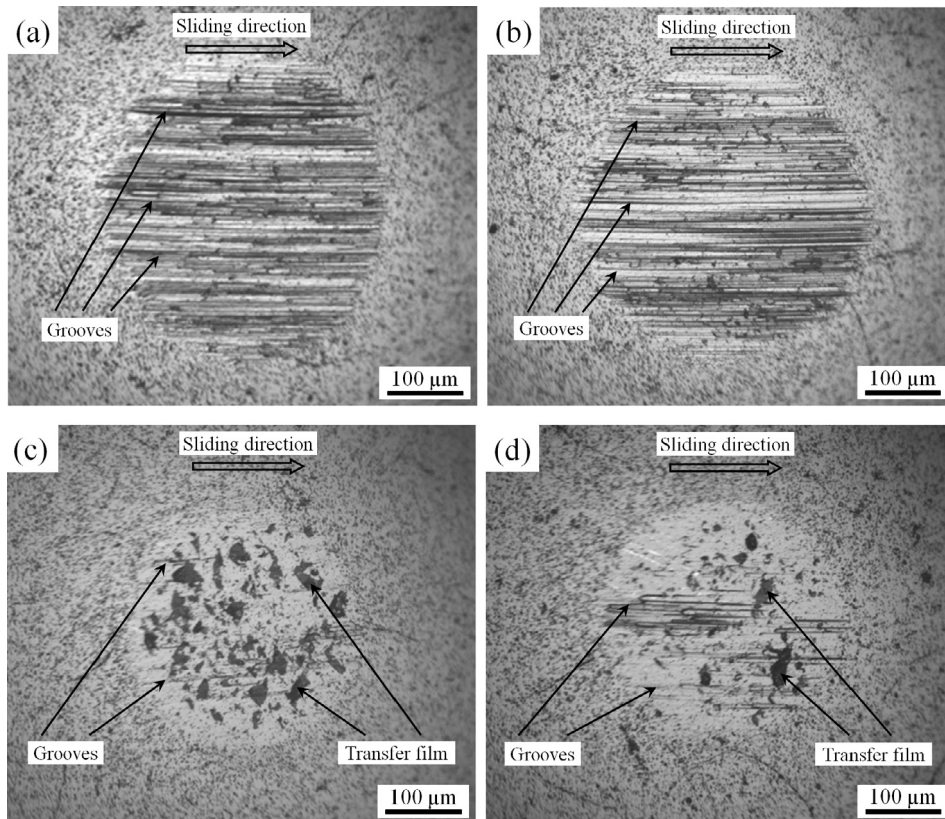 (a)
Sliding direction
Grooves
100 µm
(b)
Sliding direction
Grooves
100 µm
(c)
Sliding direction
Grooves
Transfer film
100 µm
(d)
Sliding direction
Grooves
Transfer film
100 µm